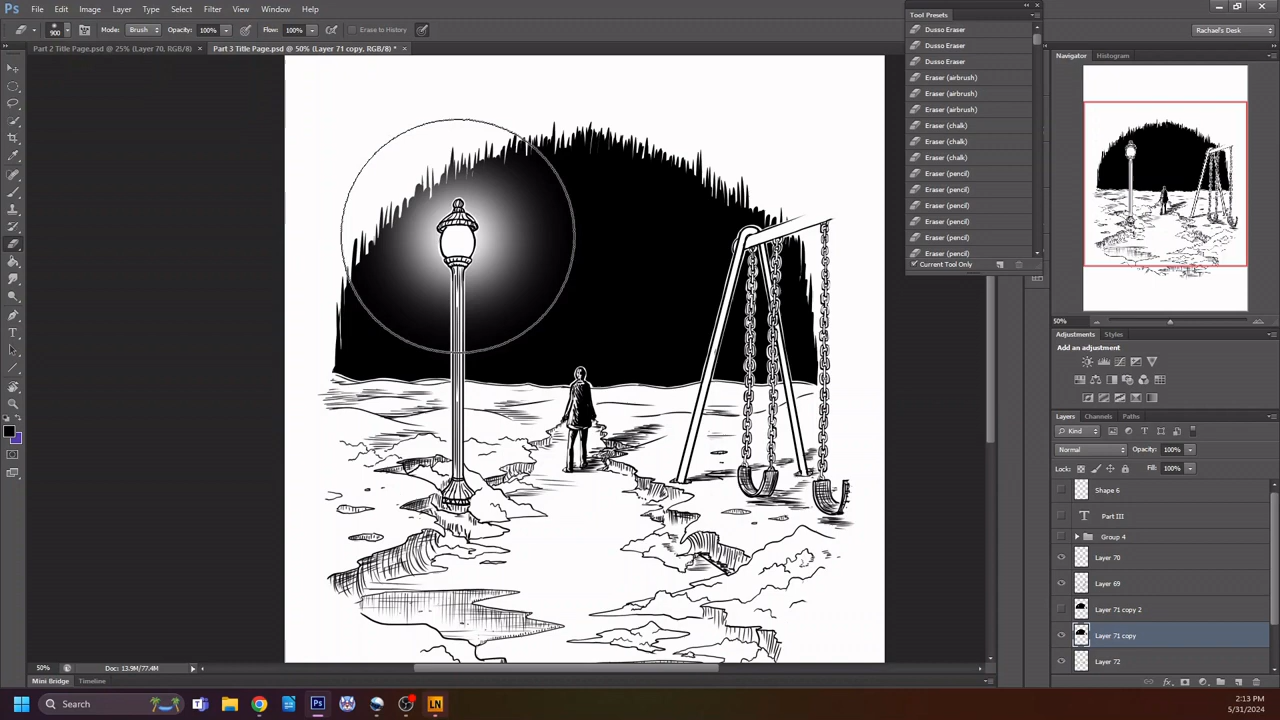 Ps File Edit Image Layer Type Select Filter View Window Help
900 Mode: Brush Opacity: 100% Flow: 100% Erase to History Rachael's Desk
Part 2 Title Page.psd @ 25% (Layer 70, RGB/8) × Part 3 Title Page.psd @ 50% (Layer 71 copy, RGB/8) * ×
Tool Presets
Dusso Eraser
Dusso Eraser
Dusso Eraser
Eraser (airbrush)
Eraser (airbrush)
Eraser (airbrush)
Eraser (chalk)
Eraser (chalk)
Eraser (chalk)
Eraser (pencil)
Eraser (pencil)
Eraser (pencil)
Eraser (pencil)
Eraser (pencil)
Eraser (pencil)
Current Tool Only
Navigator Histogram
50%
Adjustments Styles
Add an adjustment
Layers Channels Paths
Kind
Normal Opacity: 100%
Lock: Fill: 100%
Shape 6
Part III
Group 4
Layer 70
Layer 69
Layer 71 copy 2
Layer 71 copy
Layer 72
50% Doc: 13.9M/77.4M
Mini Bridge Timeline
Search Ps LN
2:13 PM
5/31/2024